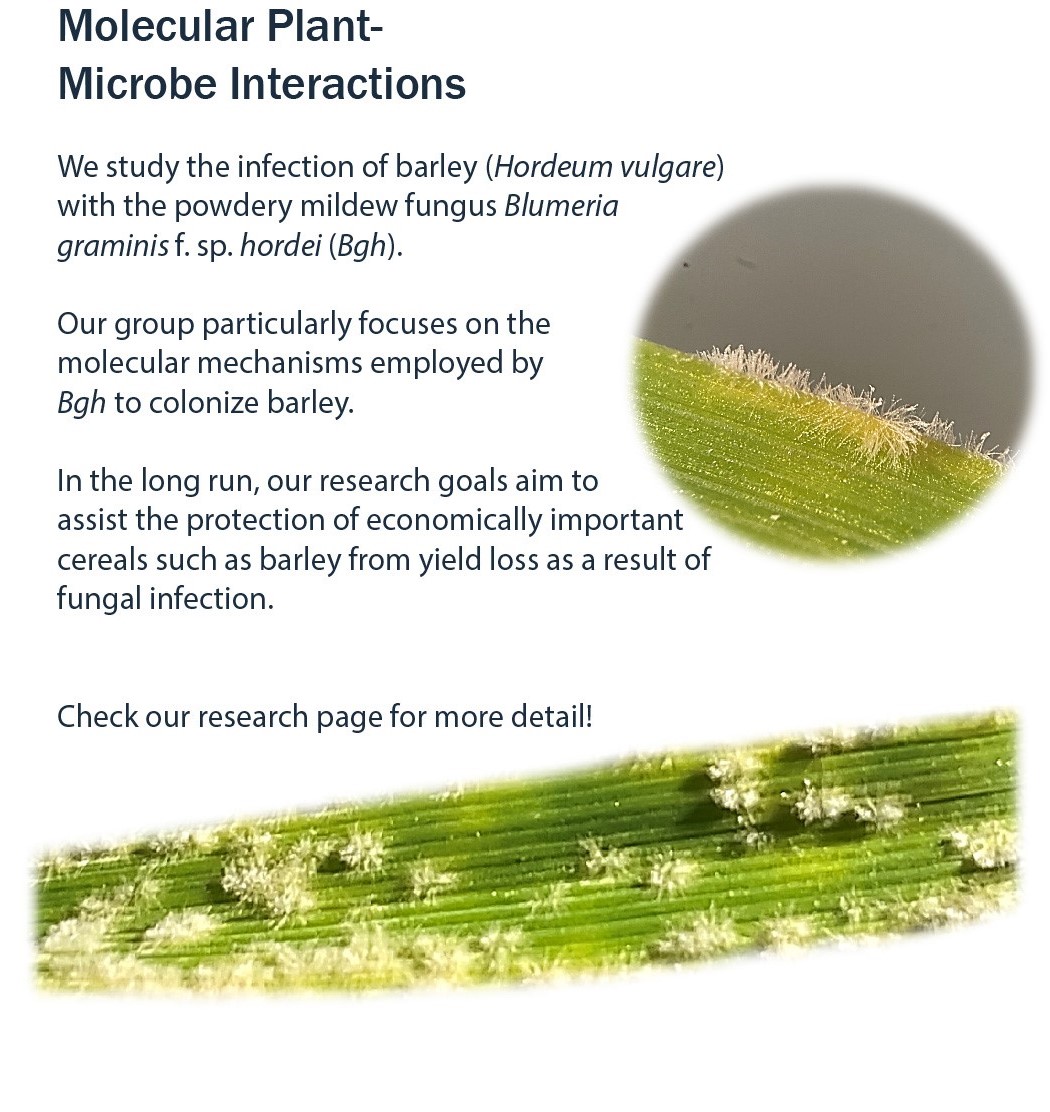 Molecular Plant-
Microbe Interactions
We study the infection of barley (Hordeum vulgare)
with the powdery mildew fungus Blumeria
graminis f. sp. hordei (Bgh).
Our group particularly focuses on the
molecular mechanisms employed by
Bgh to colonize barley.
In the long run, our research goals aim to
assist the protection of economically important
cereals such as barley from yield loss as a result of
fungal infection.
Check our research page for more detail!